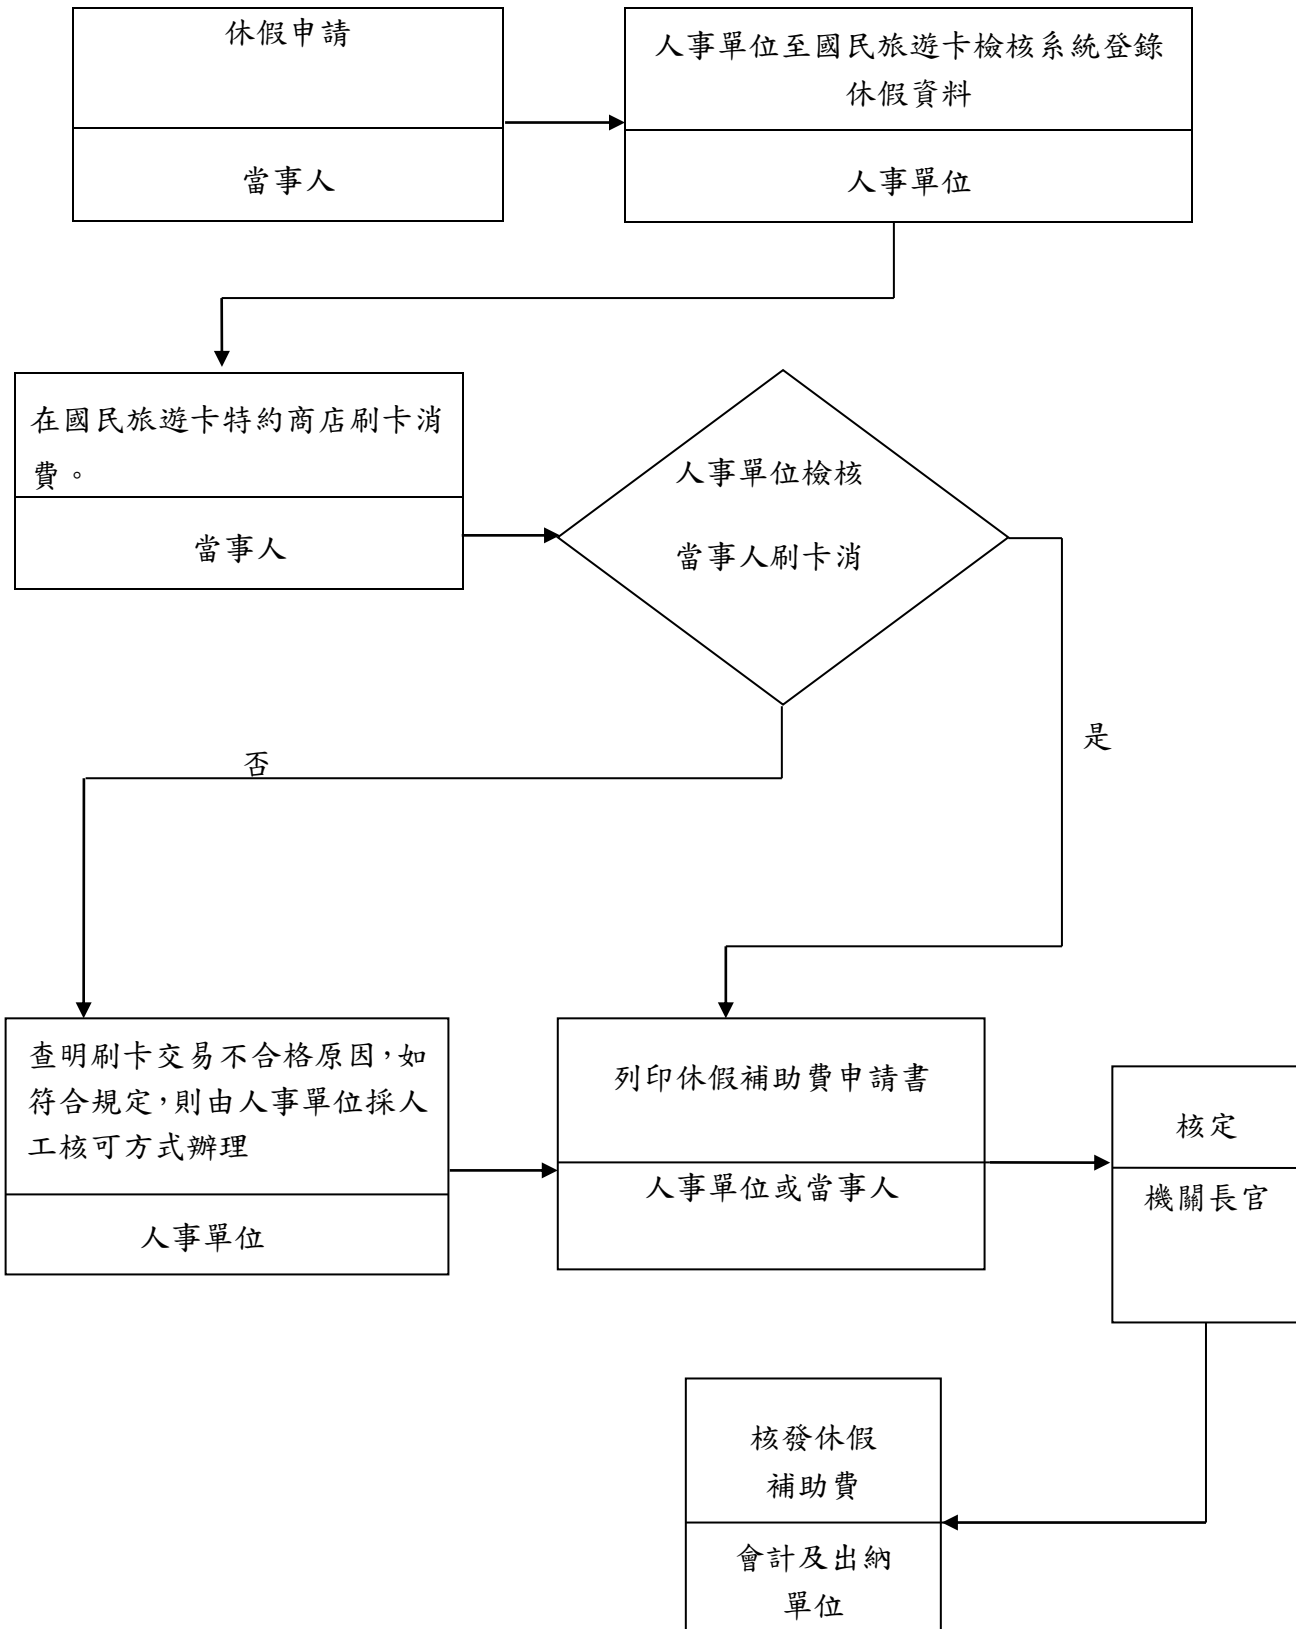 休假申請
當事人
人事單位至國民旅遊卡檢核系統登錄
休假資料
人事單位
在國民旅遊卡特約商店刷卡消
費。
當事人
人事單位檢核
當事人刷卡消
是
否
查明刷卡交易不合格原因，如
符合規定，則由人事單位採人
工核可方式辦理
人事單位
列印休假補助費申請書
人事單位或當事人
核定
機關長官
核發休假
補助費
會計及出納
單位